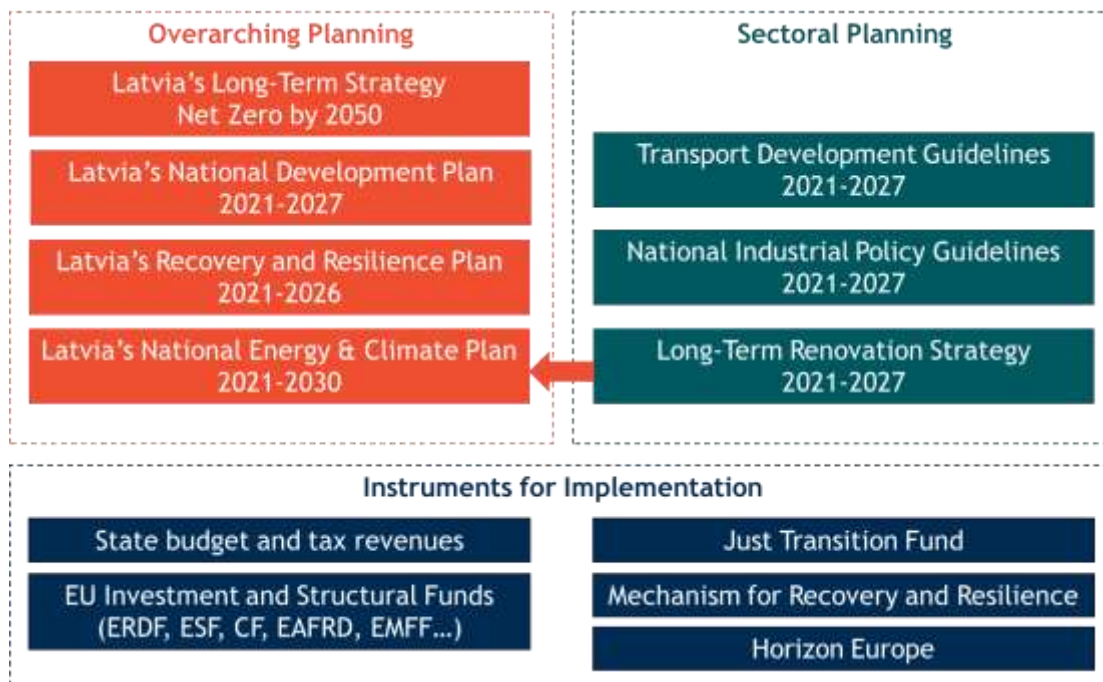 Overarching Planning
Latvia's Long-Term Strategy
Net Zero by 2050
Latvia's National Development Plan
2021-2027
Latvia's Recovery and Resilience Plan
2021-2026
Latvia's National Energy & Climate Plan
2021-2030
Sectoral Planning
Transport Development Guidelines
2021-2027
National Industrial Policy Guidelines
2021-2027
Long-Term Renovation Strategy
2021-2027
Instruments for Implementation
State budget and tax revenues
EU Investment and Structural Funds
(ERDF, ESF, CF, EAFRD, EMFF...)
Just Transition Fund
Mechanism for Recovery and Resilience
Horizon Europe